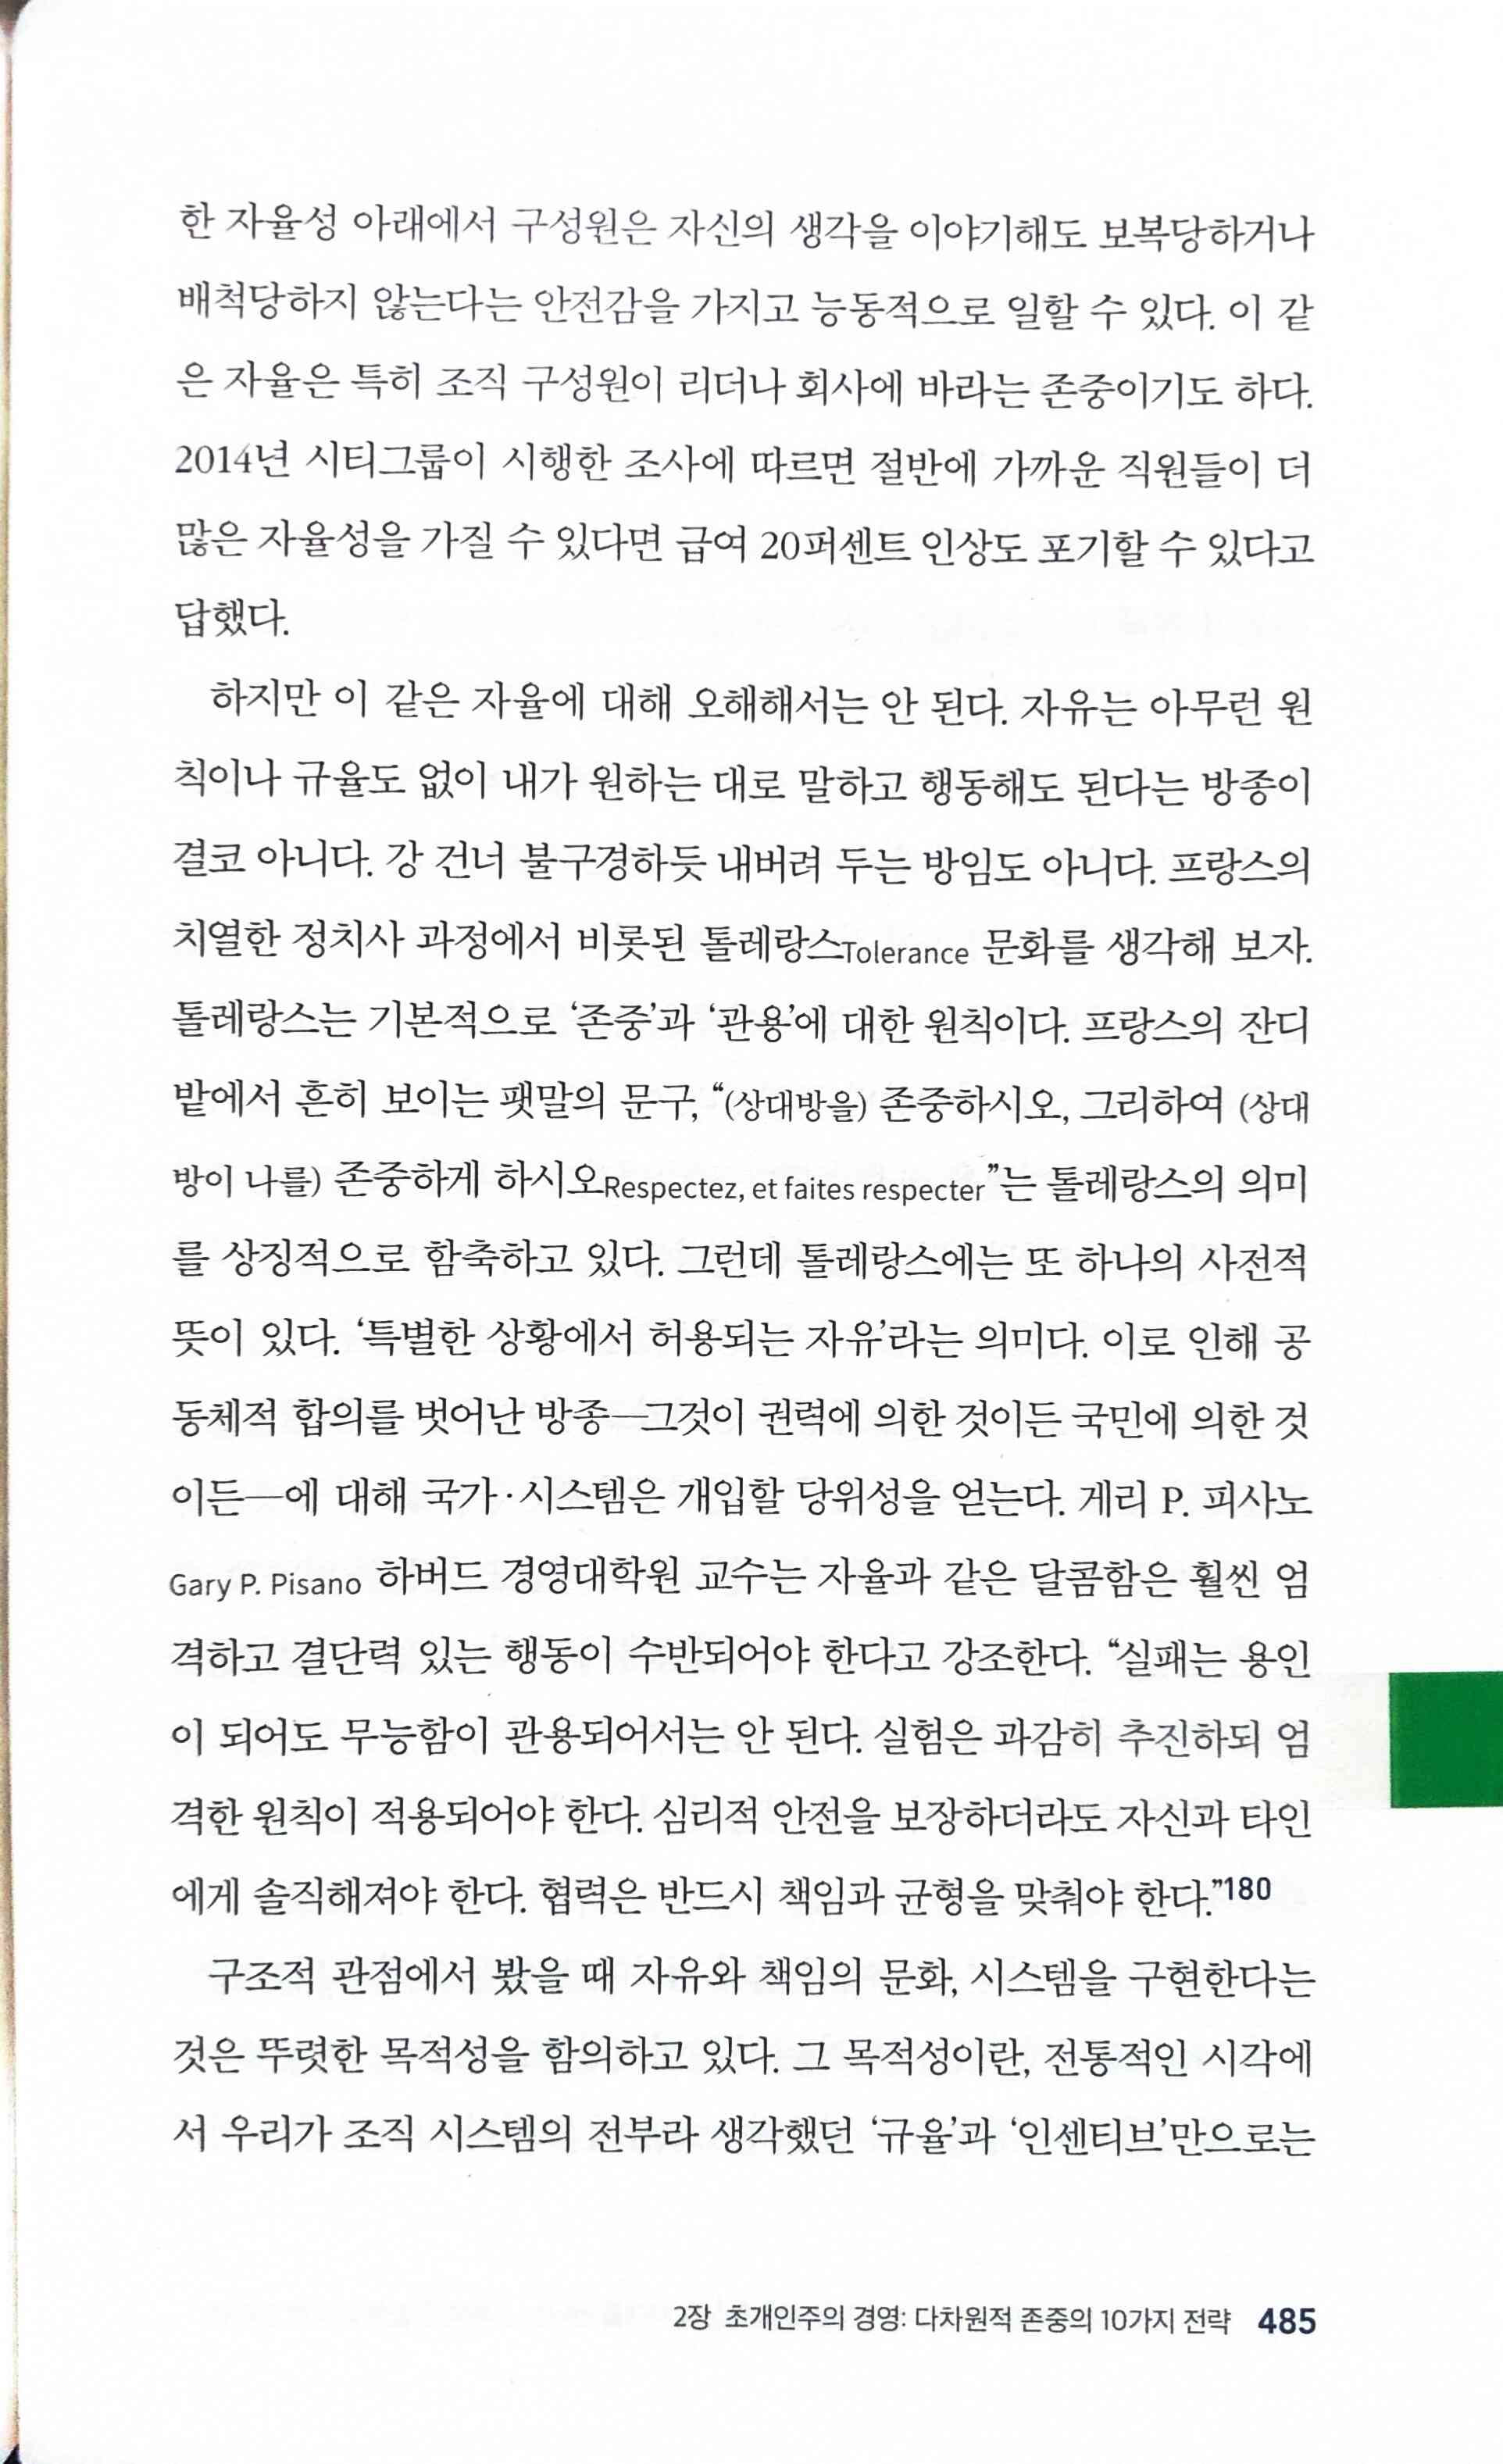 한 자율성 아래에서 구성원은 자신의 생각을 이야기해도 보복당하거나
배척당하지 않는다는 안전감을 가지고 능동적으로 일할 수 있다. 이 같
은 자율은 특히 조직 구성원이 리더나 회사에 바라는 존중이기도 하다.
2014년 시티그룹이 시행한 조사에 따르면 절반에 가까운 직원들이 더
많은 자율성을 가질 수 있다면 급여 20퍼센트 인상도 포기할 수 있다고
답했다.
하지만 이 같은 자율에 대해 오해해서는 안 된다. 자유는 아무런 원
칙이나 규율도 없이 내가 원하는 대로 말하고 행동해도 된다는 방종이
결코 아니다. 강 건너 불구경하듯 내버려 두는 방임도 아니다. 프랑스의
치열한 정치사 과정에서 비롯된 톨레랑스Tolerance 문화를 생각해 보자.
톨레랑스는 기본적으로 ‘존중’과 ‘관용’에 대한 원칙이다. 프랑스의 잔디
밭에서 흔히 보이는 팻말의 문구, “(상대방을) 존중하시오, 그리하여 (상대
방이 나를) 존중하게 하시오Respectez, et faites respecter”는 톨레랑스의 의미
를 상징적으로 함축하고 있다. 그런데 톨레랑스에는 또 하나의 사전적
뜻이 있다. ‘특별한 상황에서 허용되는 자유’라는 의미다. 이로 인해 공
동체적 합의를 벗어난 방종—그것이 권력에 의한 것이든 국민에 의한 것
이든—에 대해 국가·시스템은 개입할 당위성을 얻는다. 게리 P. 피사노
Gary P. Pisano 하버드 경영대학원 교수는 자율과 같은 달콤함은 훨씬 엄
격하고 결단력 있는 행동이 수반되어야 한다고 강조한다. “실패는 용인
이 되어도 무능함이 관용되어서는 안 된다. 실험은 과감히 추진하되 엄
격한 원칙이 적용되어야 한다. 심리적 안전을 보장하더라도 자신과 타인
에게 솔직해져야 한다. 협력은 반드시 책임과 균형을 맞춰야 한다.”180
구조적 관점에서 봤을 때 자유와 책임의 문화, 시스템을 구현한다는
것은 뚜렷한 목적성을 함의하고 있다. 그 목적성이란, 전통적인 시각에
서 우리가 조직 시스템의 전부라 생각했던 ‘규율’과 ‘인센티브’만으로는
2장 초개인주의 경영: 다차원적 존중의 10가지 전략 485